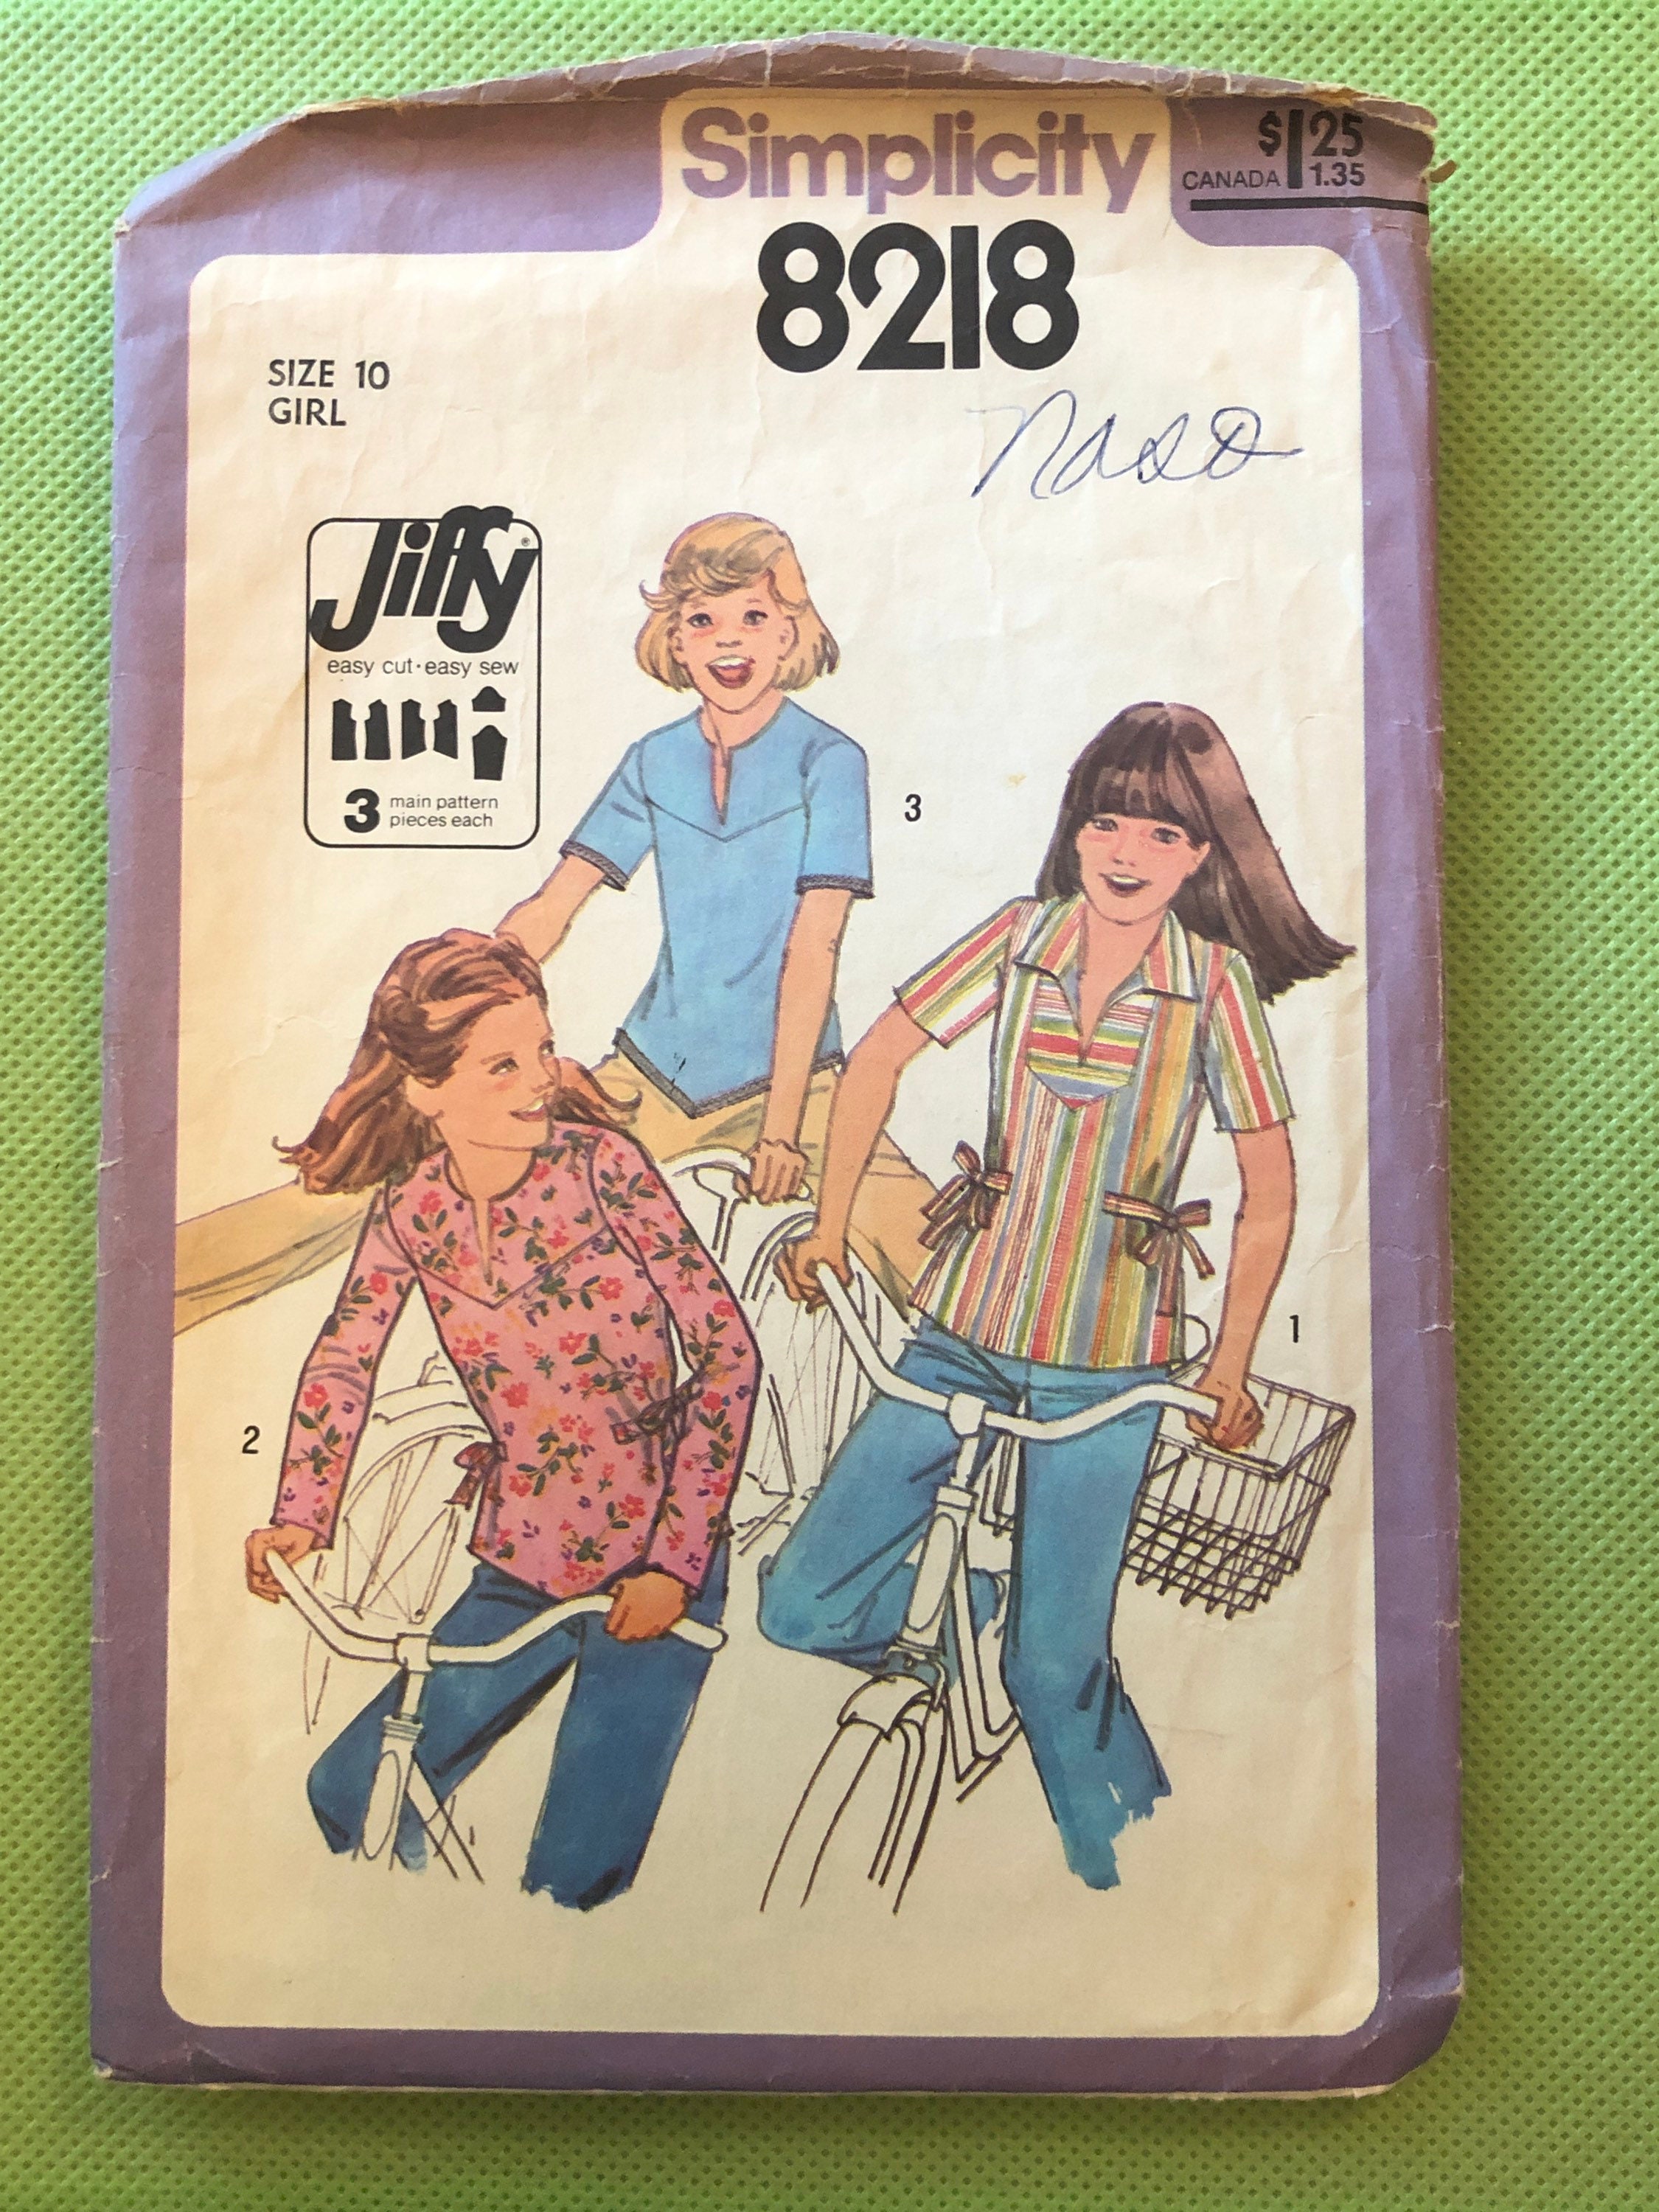 Simplicity
$1.25
CANADA 1.35
8218
SIZE 10
GIRL
Jiffy®
easy cut · easy sew
3 main pattern
pieces each
3
1
2